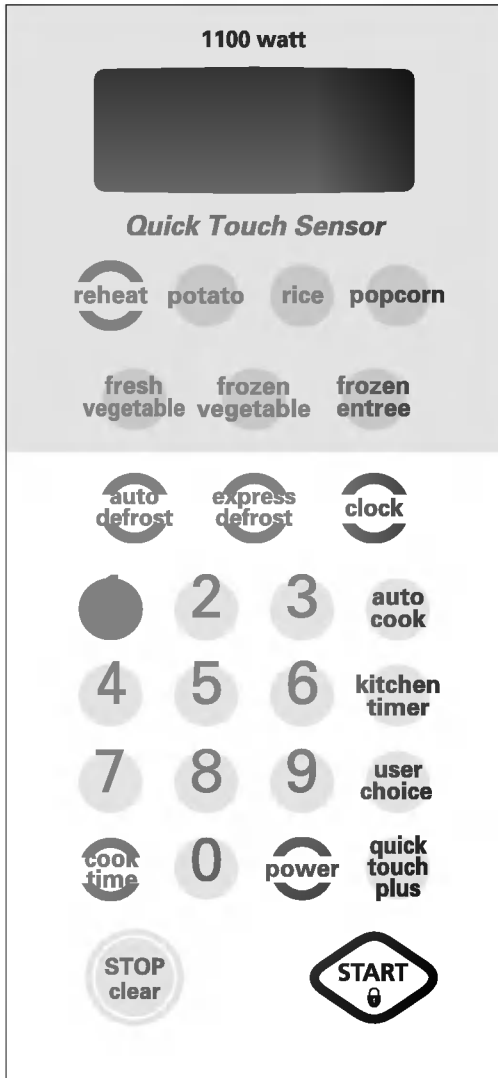 1100 watt
Quick Touch Sensor
reheat potato rice popcorn
fresh vegetable frozen vegetable frozen entree
auto defrost express defrost clock
2 3 auto cook
4 5 6 kitchen timer
7 8 9 user choice
cook time 0 power quick touch plus
STOP clear START